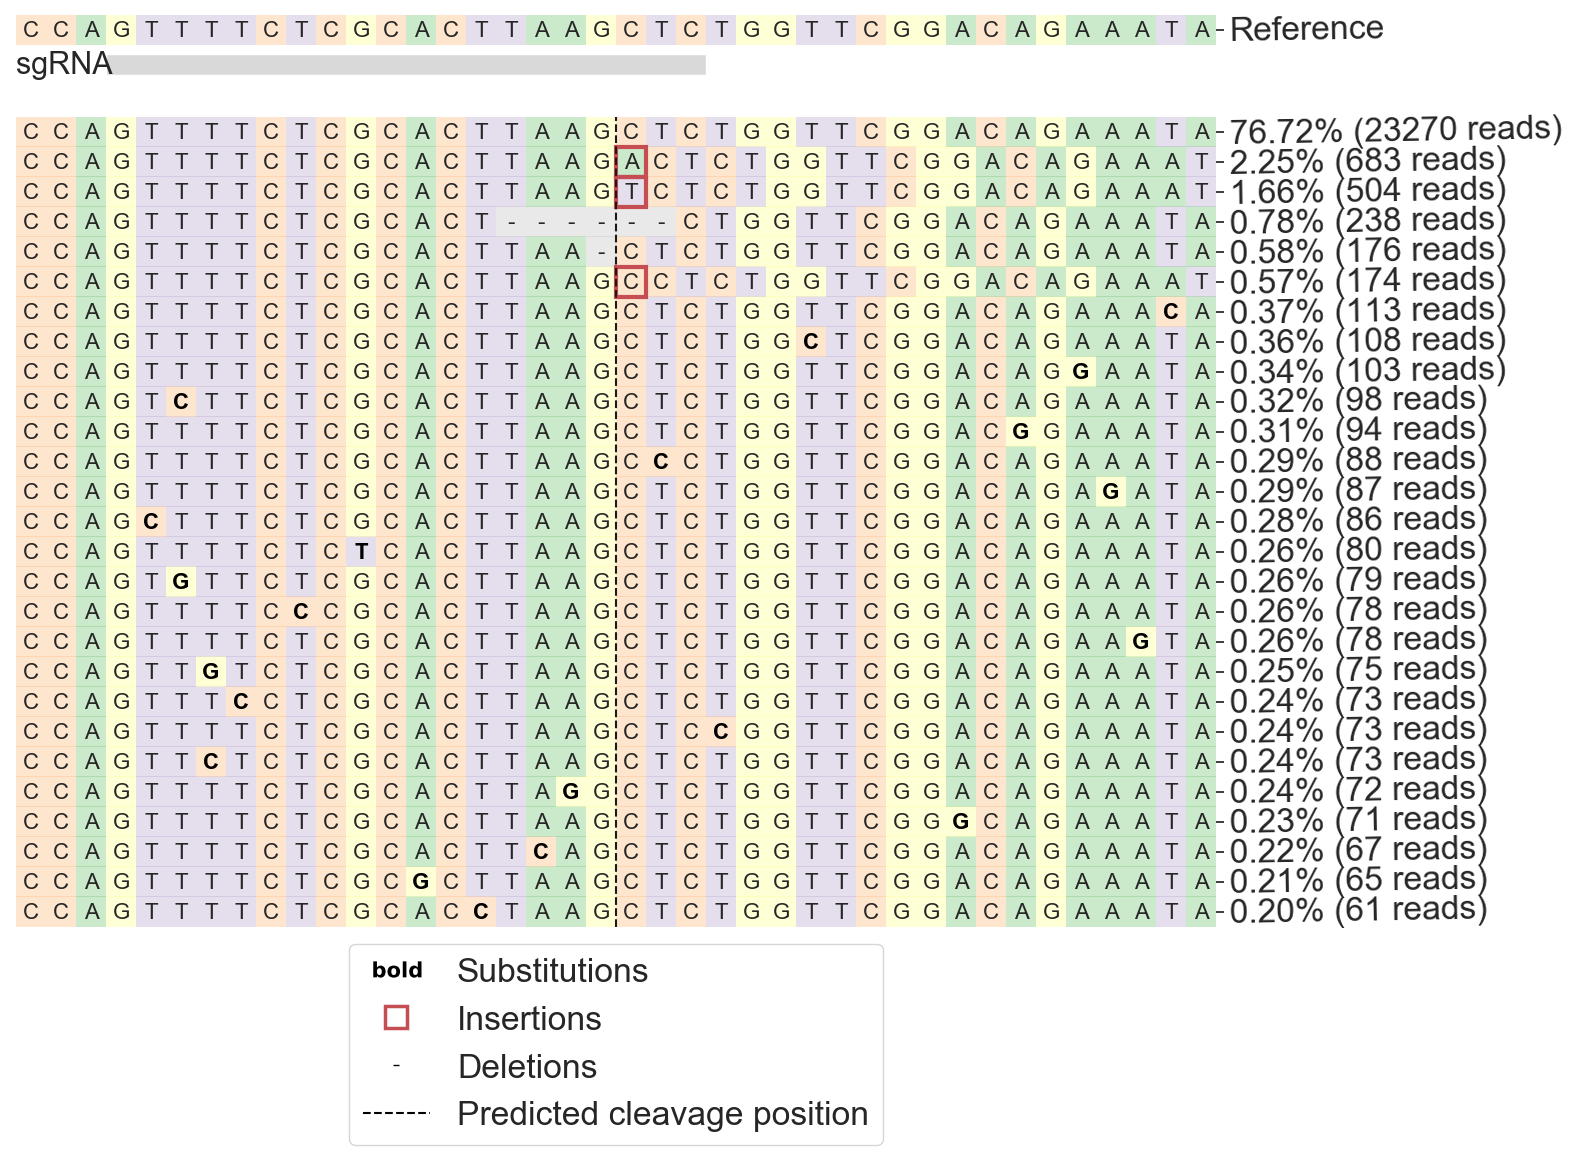 C C A G T T T T C T C G C A C T T A A G C T C T G G T T C G G A C A G A A A T A - Reference
sgRNA
C C A G T T T T C T C G C A C T T A A G C T C T G G T T C G G A C A G A A A T A - 76.72% (23270 reads)
C C A G T T T T C T C G C A C T T A A G A C T C T G G T T C G G A C A G A A A T - 2.25% (683 reads)
C C A G T T T T C T C G C A C T T A A G T C T C T G G T T C G G A C A G A A A T - 1.66% (504 reads)
C C A G T T T T C T C G C A C T - - - - - - C T G G T T C G G A C A G A A A T A - 0.78% (238 reads)
C C A G T T T T C T C G C A C T T A A - C T C T G G T T C G G A C A G A A A T A - 0.58% (176 reads)
C C A G T T T T C T C G C A C T T A A G C C T C T G G T T C G G A C A G A A A T - 0.57% (174 reads)
C C A G T T T T C T C G C A C T T A A G C T C T G G T T C G G A C A G A A A C A - 0.37% (113 reads)
C C A G T T T T C T C G C A C T T A A G C T C T G G C T C G G A C A G A A A T A - 0.36% (108 reads)
C C A G T T T T C T C G C A C T T A A G C T C T G G T T C G G A C A G G A A T A - 0.34% (103 reads)
C C A G T C T T C T C G C A C T T A A G C T C T G G T T C G G A C A G A A A T A - 0.32% (98 reads)
C C A G T T T T C T C G C A C T T A A G C T C T G G T T C G G A C G G A A A T A - 0.31% (94 reads)
C C A G T T T T C T C G C A C T T A A G C C C T G G T T C G G A C A G A A A T A - 0.29% (88 reads)
C C A G T T T T C T C G C A C T T A A G C T C T G G T T C G G A C A G A G A T A - 0.29% (87 reads)
C C A G C T T T C T C G C A C T T A A G C T C T G G T T C G G A C A G A A A T A - 0.28% (86 reads)
C C A G T T T T C T C T C A C T T A A G C T C T G G T T C G G A C A G A A A T A - 0.26% (80 reads)
C C A G T G T T C T C G C A C T T A A G C T C T G G T T C G G A C A G A A A T A - 0.26% (79 reads)
C C A G T T T T C C C G C A C T T A A G C T C T G G T T C G G A C A G A A A T A - 0.26% (78 reads)
C C A G T T T T C T C G C A C T T A A G C T C T G G T T C G G A C A G A A G T A - 0.26% (78 reads)
C C A G T T G T C T C G C A C T T A A G C T C T G G T T C G G A C A G A A A T A - 0.25% (75 reads)
C C A G T T T C C T C G C A C T T A A G C T C T G G T T C G G A C A G A A A T A - 0.24% (73 reads)
C C A G T T T T C T C G C A C T T A A G C T C C G G T T C G G A C A G A A A T A - 0.24% (73 reads)
C C A G T T C T C T C G C A C T T A A G C T C T G G T T C G G A C A G A A A T A - 0.24% (73 reads)
C C A G T T T T C T C G C A C T T A G G C T C T G G T T C G G A C A G A A A T A - 0.24% (72 reads)
C C A G T T T T C T C G C A C T T A A G C T C T G G T T C G G G C A G A A A T A - 0.23% (71 reads)
C C A G T T T T C T C G C A C T T C A G C T C T G G T T C G G A C A G A A A T A - 0.22% (67 reads)
C C A G T T T T C T C G C G C T T A A G C T C T G G T T C G G A C A G A A A T A - 0.21% (65 reads)
C C A G T T T T C T C G C A C C T A A G C T C T G G T T C G G A C A G A A A T A - 0.20% (61 reads)
bold Substitutions
Insertions
- Deletions
Predicted cleavage position